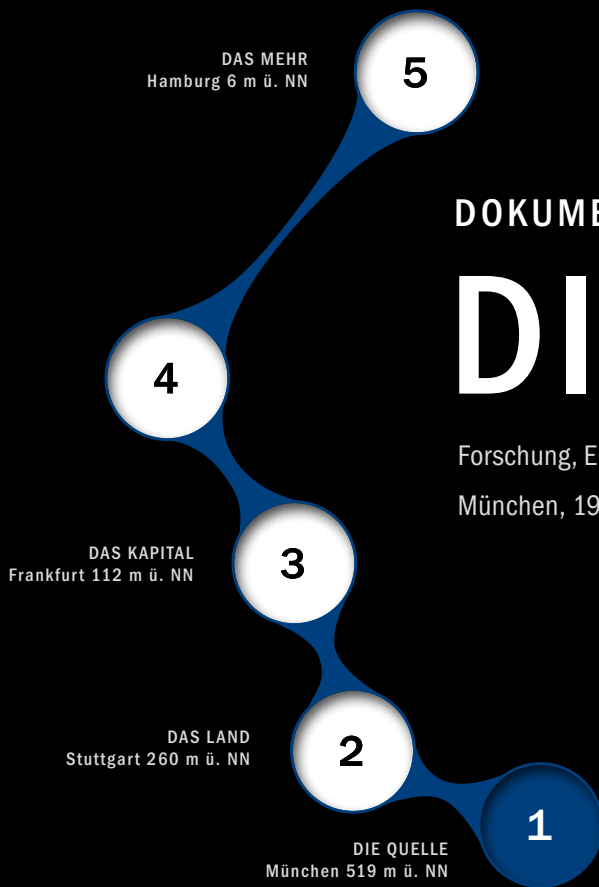 DAS MEHR
Hamburg 6 m ü. NN
5
DOKUME
DI
4
Forschung, E
München, 19
DAS KAPITAL
Frankfurt 112 m ü. NN
3
DAS LAND
Stuttgart 260 m ü. NN
2
1
DIE QUELLE
München 519 m ü. NN